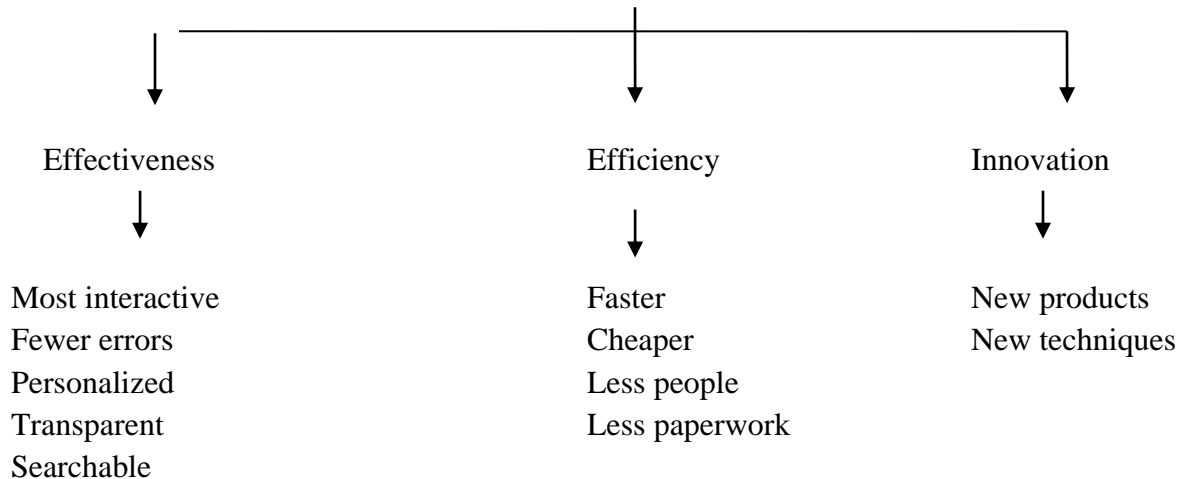 Effectiveness
Efficiency
Innovation
Most interactive
Fewer errors
Personalized
Transparent
Searchable
Faster
Cheaper
Less people
Less paperwork
New products
New techniques